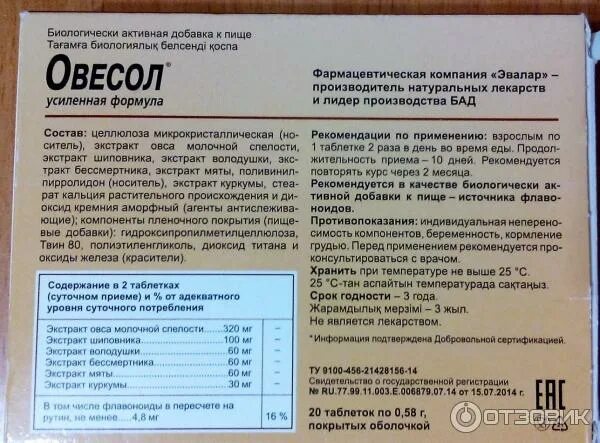 Биологически активная добавка к пище
Тағамға биологиялық белсенді қоспа
Овесол®
усиленная формула
Фармацевтическая компания «Эвалар» –
производитель натуральных лекарств
и лидер производства БАД
Состав: целлюлоза микрокристаллическая (но-
ситель), экстракт овса молочной спелости,
экстракт шиповника, экстракт володушки, экс-
тракт бессмертника, экстракт мяты, поливинил-
пирролидон (носитель), экстракт куркумы, стеа-
рат кальция растительного происхождения и ди-
оксид кремния аморфный (агенты антислежива-
ющие); компоненты пленочного покрытия (пи-
щевые добавки): гидроксипропилметилцеллюлоза,
Твин 80, полиэтиленгликоль, диоксид титана и
оксиды железа (красители).
Содержание в 2 таблетках
(суточном приеме) и % от адекватного
уровня суточного потребления
Экстракт овса молочной спелости.......320 мг –
Экстракт шиповника............................100 мг –
Экстракт володушки..............................60 мг –
Экстракт бессмертника.........................60 мг –
Экстракт мяты........................................60 мг –
Экстракт куркумы..................................30 мг –
В том числе флавоноиды в пересчете на
рутин, не менее.....4,8 мг 16 %
Рекомендации по применению: взрослым по
1 таблетке 2 раза в день во время еды. Продол-
жительность приема – 10 дней. Рекомендуется
повторять курс через 2 месяца.
Рекомендуется в качестве биологически ак-
тивной добавки к пище – источника флаво-
ноидов.
Противопоказания: индивидуальная непереноси-
мость компонентов, беременность, кормление
грудью. Перед применением рекомендуется про-
консультироваться с врачом.
Хранить при температуре не выше 25 °С.
25 °С-тан аспайтын температурада сақтаңыз.
Срок годности – 3 года.
Жарамдылық мерзімі – 3 жыл.
Не является лекарством.
* Информация подтверждена Добровольной сертификацией.
ТУ 9100-456-21428156-14
Свидетельство о государственной регистрации
№ RU.77.99.11.003.Е.006879.07.14 от 15.07.2014 г.
20 таблеток по 0,58 г,
покрытых оболочкой
EAC
ОТЗОВИК